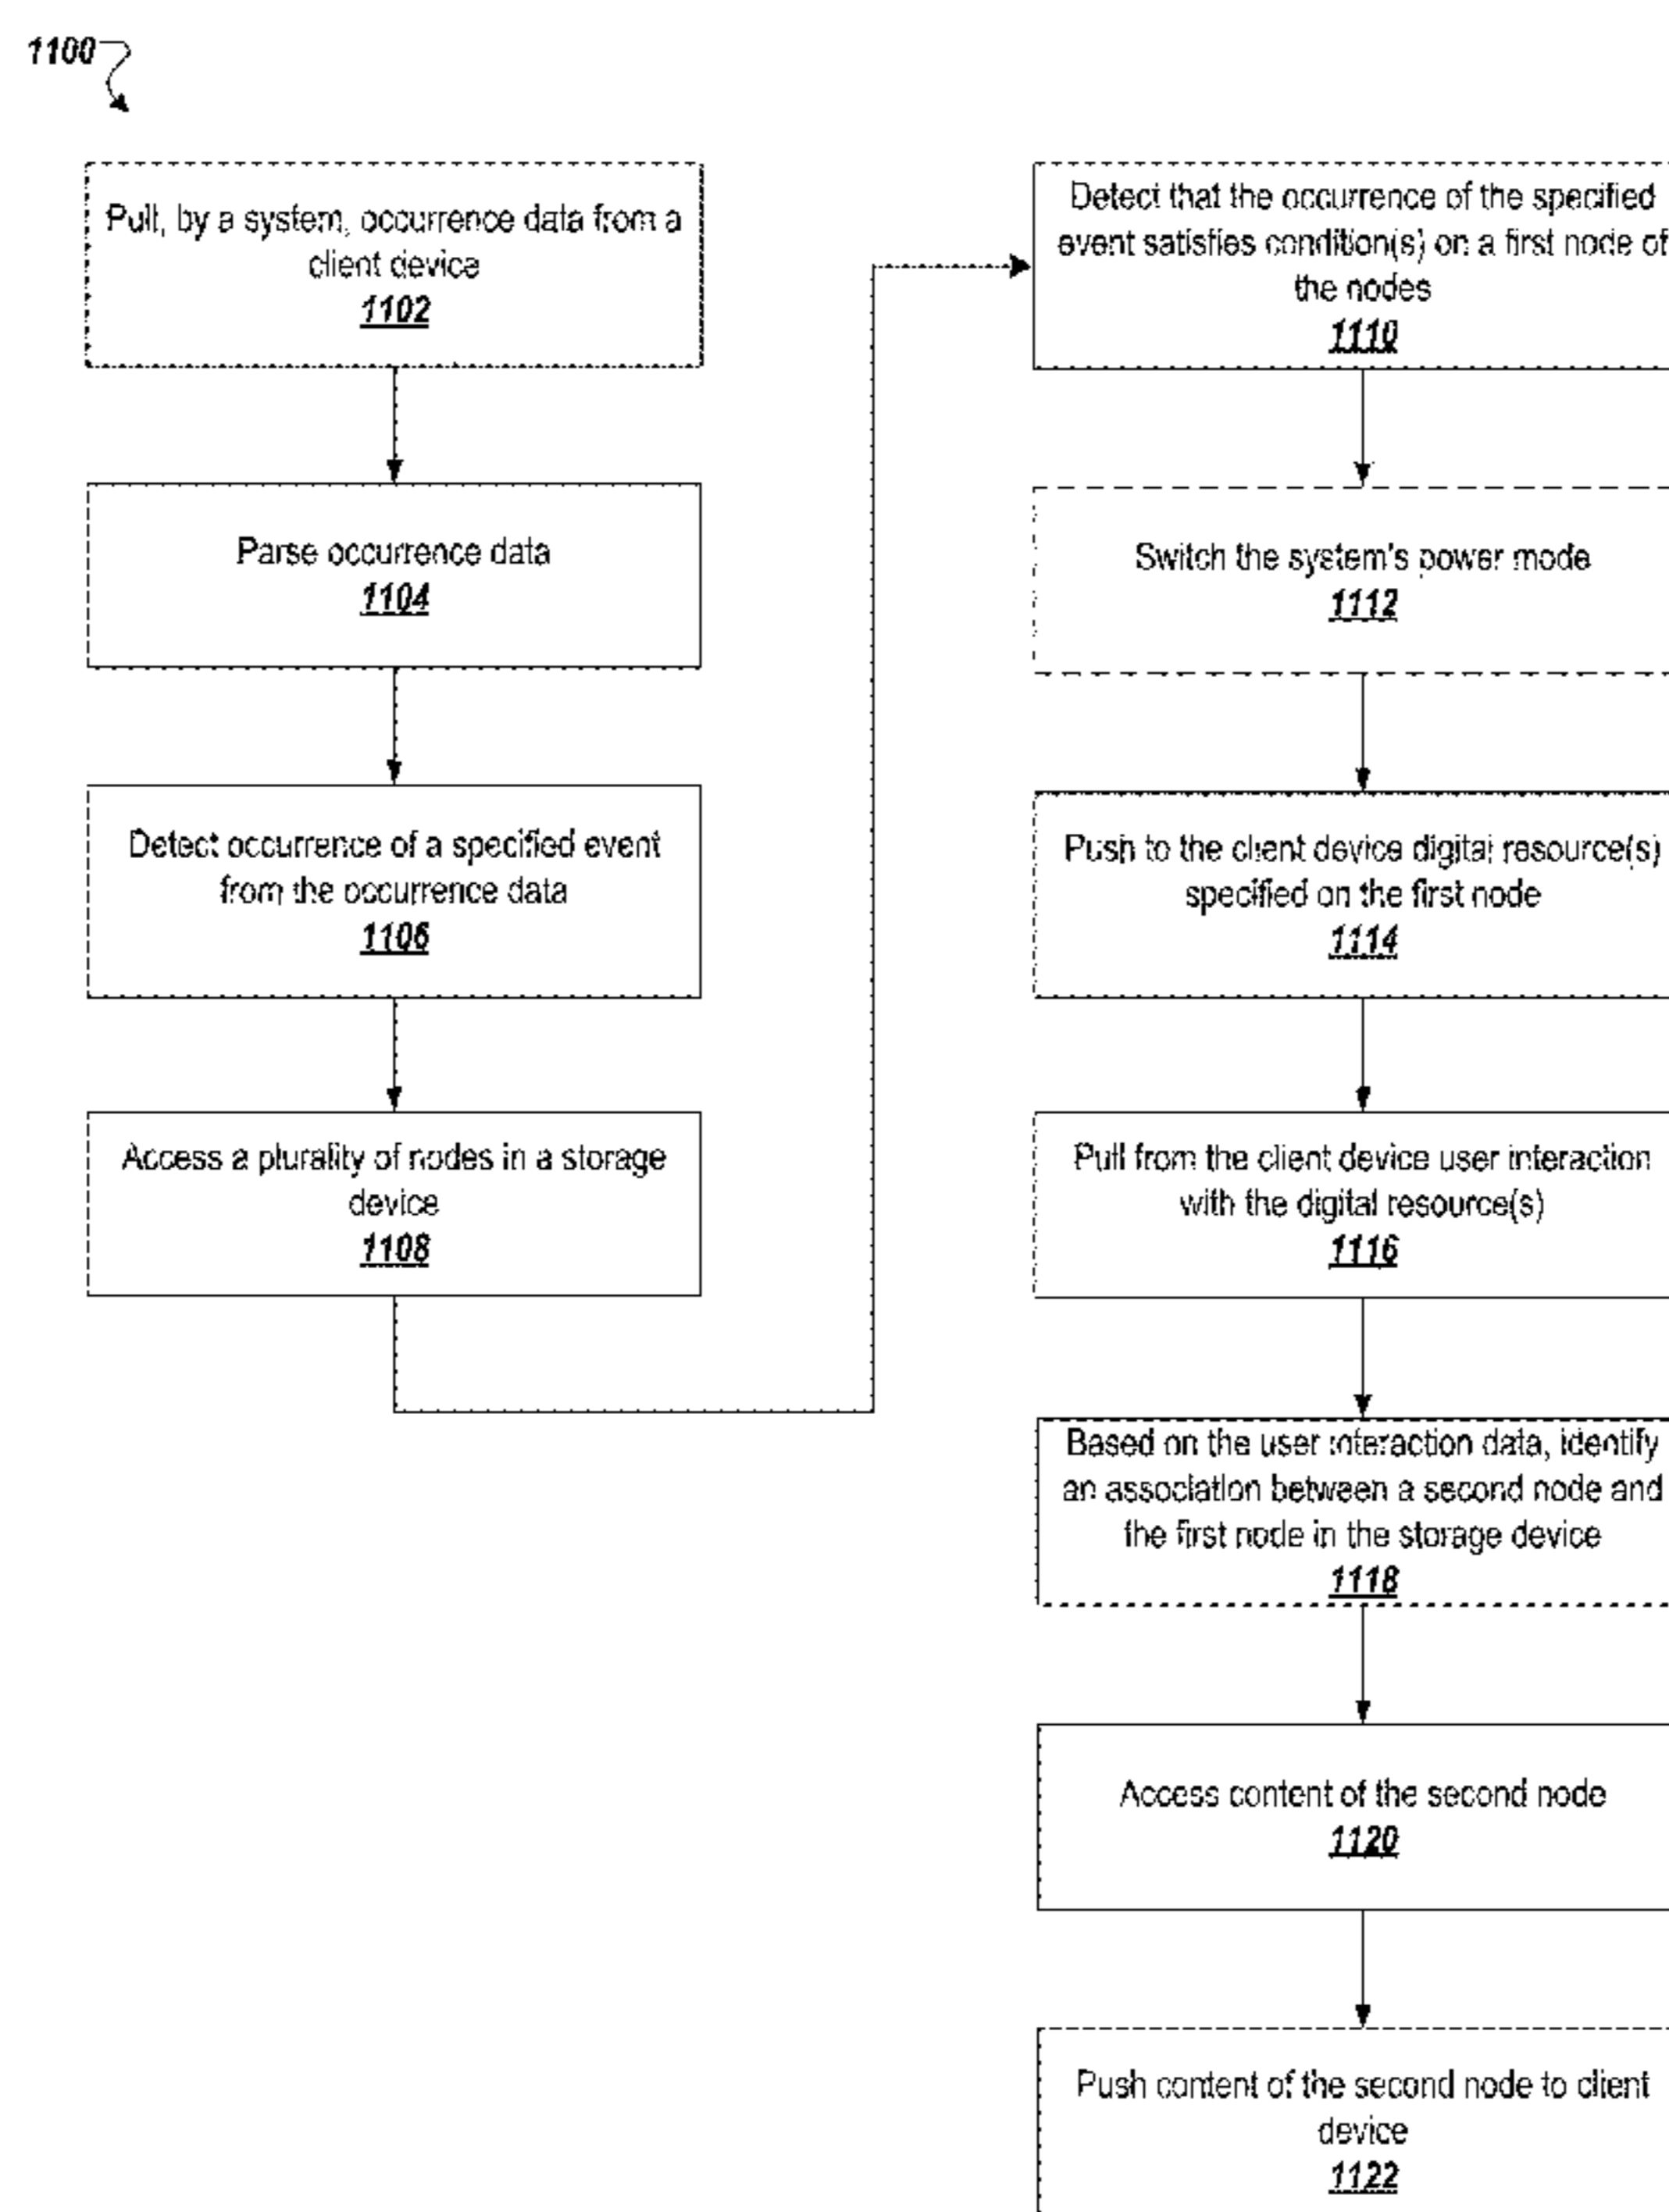 1100
Pull, by a system, occurrence data from a
client device
1102
Parse occurrence data
1104
Detect occurrence of a specified event
from the occurrence data
1106
Access a plurality of nodes in a storage
device
1108
Detect that the occurrence of the specified
event satisfies condition(s) on a first node of
the nodes
1110
Switch the system's power mode
1112
Push to the client device digital resource(s)
specified on the first node
1114
Pull from the client device user interaction
with the digital resource(s)
1116
Based on the user interaction data, identify
an association between a second node and
the first node in the storage device
1118
Access content of the second node
1120
Push content of the second node to client
device
1122